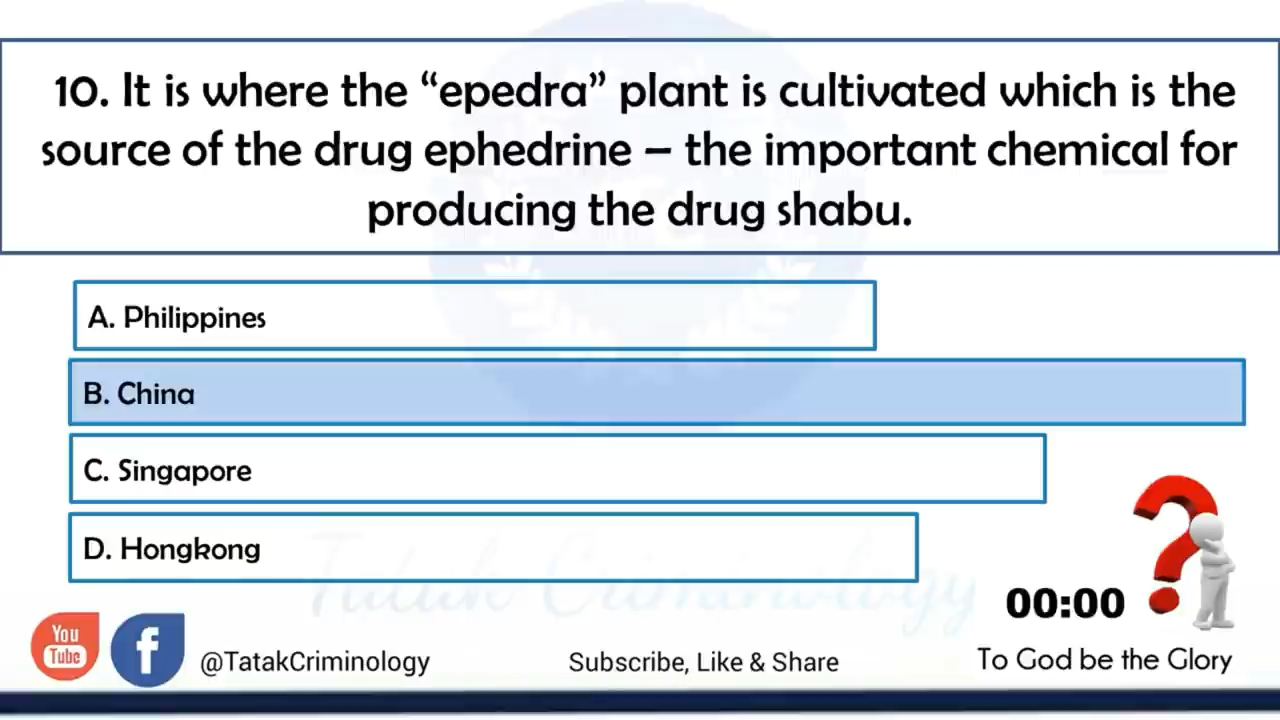 10. It is where the “epedra” plant is cultivated which is the
source of the drug ephedrine – the important chemical for
producing the drug shabu.
A. Philippines
B. China
C. Singapore
D. Hongkong
Tatak Criminology
00:00
You
Tube
f
@TatakCriminology
Subscribe, Like & Share
To God be the Glory